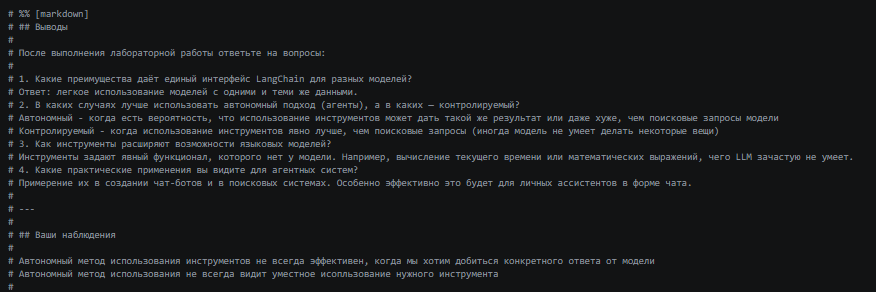 # %% [markdown]
# ## Выводы
#
# После выполнения лабораторной работы ответьте на вопросы:
#
# 1. Какие преимущества даёт единый интерфейс LangChain для разных моделей?
# Ответ: легкое использование моделей с одними и теми же данными.
# 2. В каких случаях лучше использовать автономный подход (агенты), а в каких — контролируемый?
# Автономный - когда есть вероятность, что использование инструментов может дать такой же результат или даже хуже, чем поисковые запросы модели
# Контролируемый - когда использование инструментов явно лучше, чем поисковые запросы (иногда модель не умеет делать некоторые вещи)
# 3. Как инструменты расширяют возможности языковых моделей?
# Инструменты задают явный функционал, которого нет у модели. Например, вычисление текущего времени или математических выражений, чего LLM зачастую не умеет.
# 4. Какие практические применения вы видите для агентных систем?
# Примерение их в создании чат-ботов и в поисковых системах. Особенно эффективно это будет для личных ассистентов в форме чата.
#
# ---
#
# ## Ваши наблюдения
#
# Автономный метод использования инструментов не всегда эффективен, когда мы хотим добиться конкретного ответа от модели
# Автономный метод использования не всегда видит уместное исопльзование нужного инструмента
#